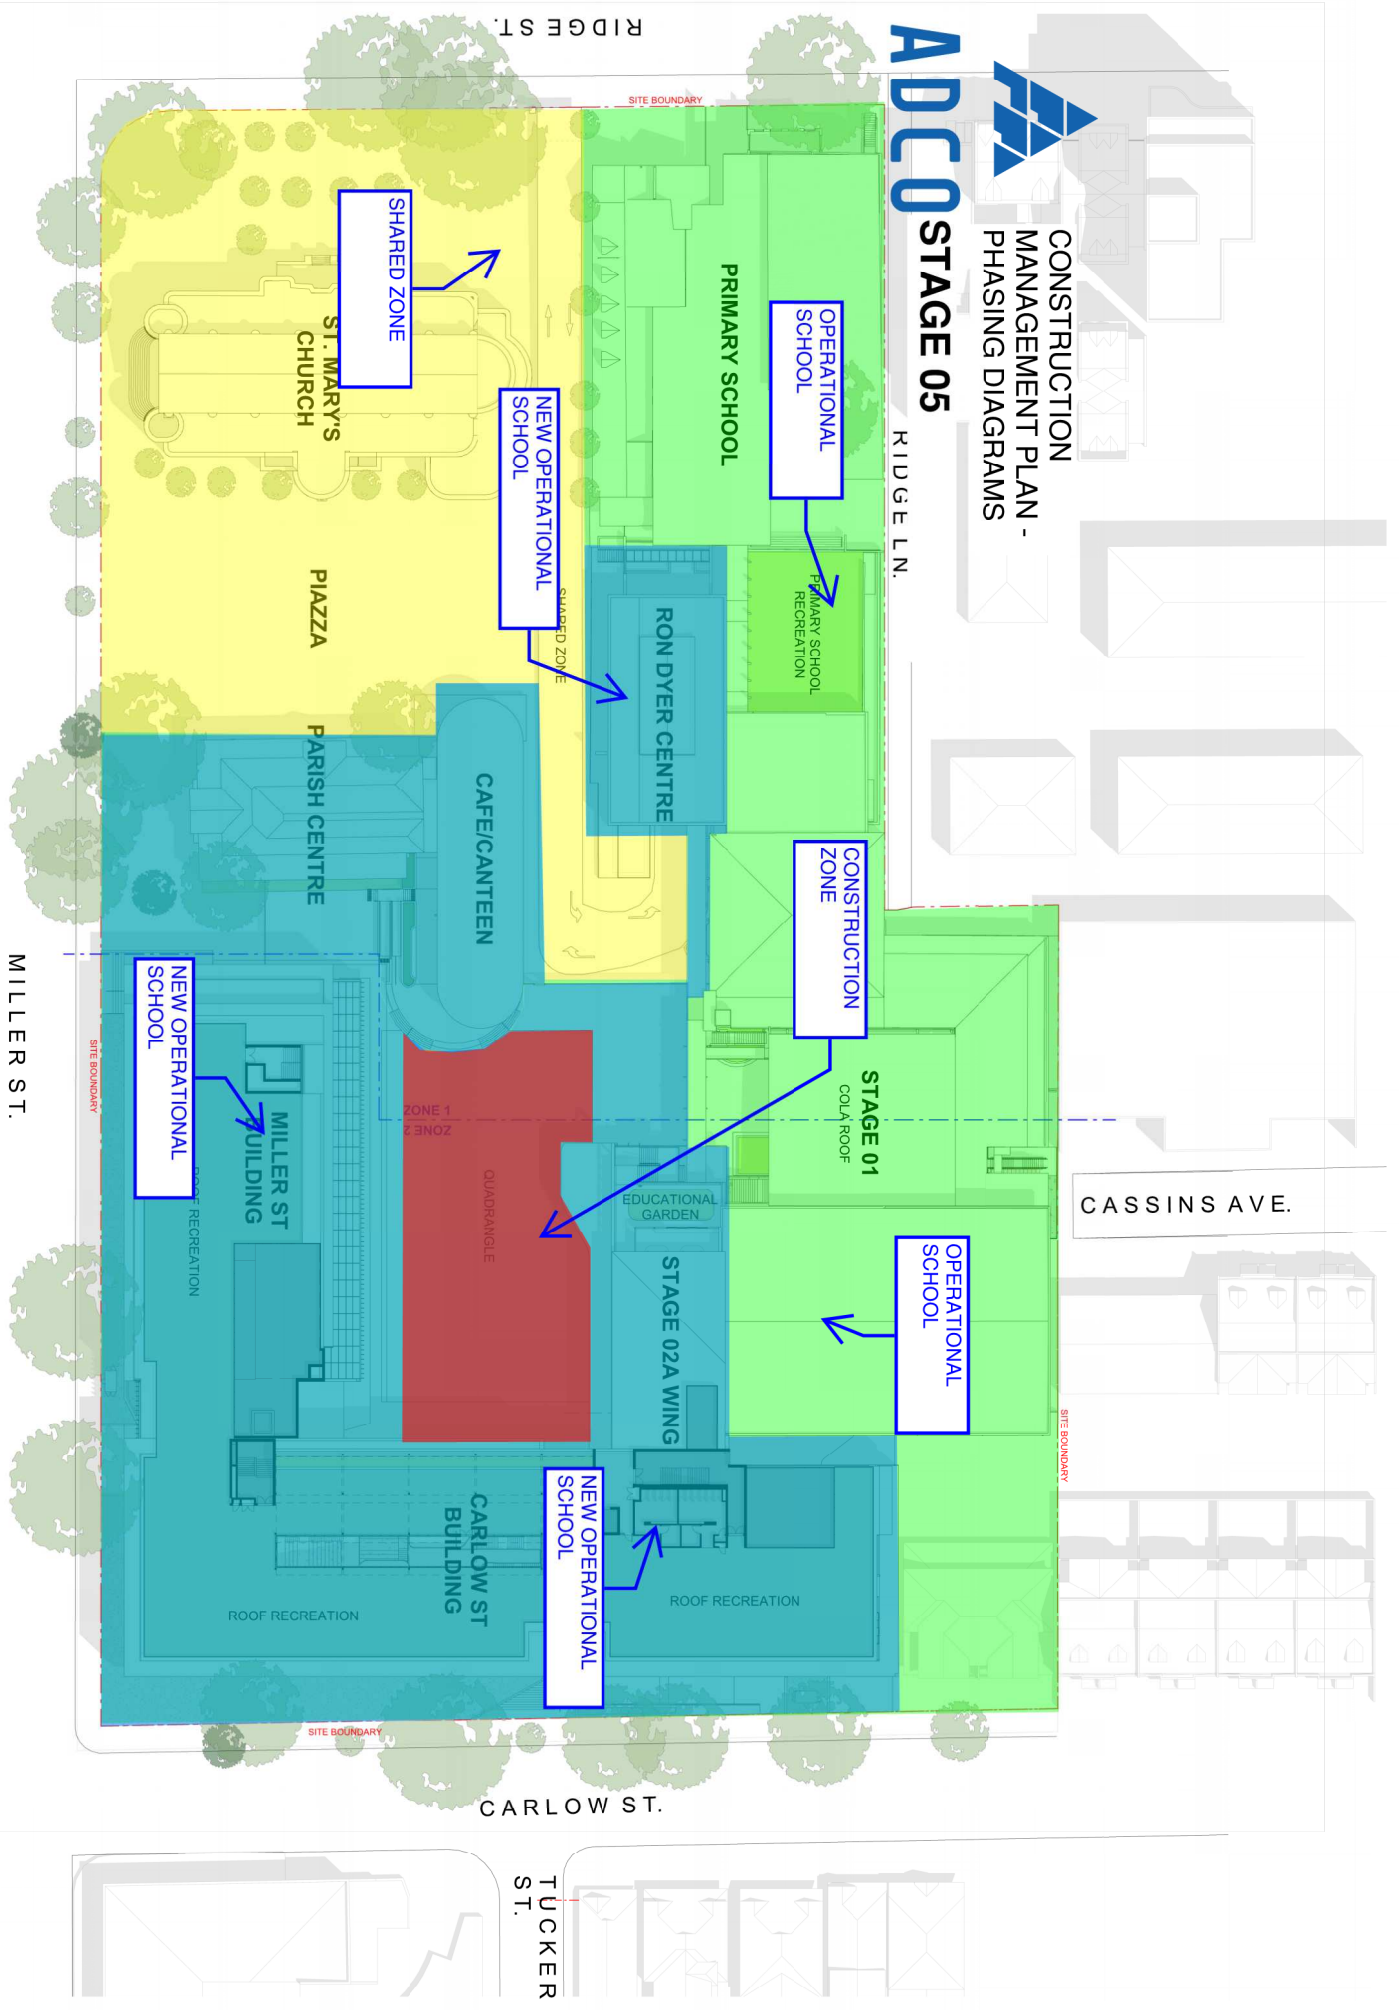 ADCO
CONSTRUCTION
MANAGEMENT PLAN -
PHASING DIAGRAMS
STAGE 05
RIDGE ST.
SITE BOUNDARY
RIDGE LN.
PRIMARY SCHOOL
OPERATIONAL
SCHOOL
PRIMARY SCHOOL
RECREATION
SHARED ZONE
ST. MARY'S
CHURCH
NEW OPERATIONAL
SCHOOL
SHARED ZONE
RON DYER CENTRE
PIAZZA
PARISH CENTRE
CAFE/CANTEEN
CONSTRUCTION
ZONE
STAGE 01
COLA ROOF
CASSINS AVE.
MILLER ST.
SITE BOUNDARY
NEW OPERATIONAL
SCHOOL
MILLER ST
BUILDING
ROOF RECREATION
ZONE 1
ZONE 2
QUADRANGLE
EDUCATIONAL
GARDEN
STAGE 02A WING
OPERATIONAL
SCHOOL
SITE BOUNDARY
CARLOW ST
BUILDING
NEW OPERATIONAL
SCHOOL
ROOF RECREATION
ROOF RECREATION
SITE BOUNDARY
CARLOW ST.
TUCKER
ST.